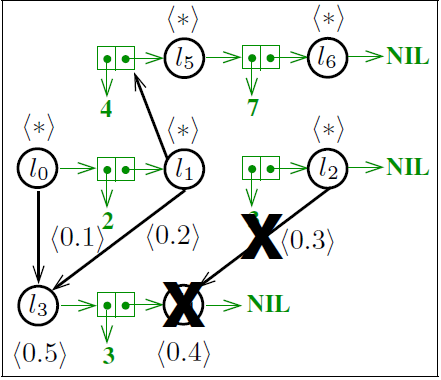 ⟨*⟩ ⟨*⟩
l₅ l₆ NIL
4 7
⟨*⟩ ⟨*⟩ ⟨*⟩
l₀ l₁ l₂ NIL
2
⟨0.1⟩ ⟨0.2⟩ X ⟨0.3⟩
l₃ X NIL
⟨0.5⟩ 3 ⟨0.4⟩